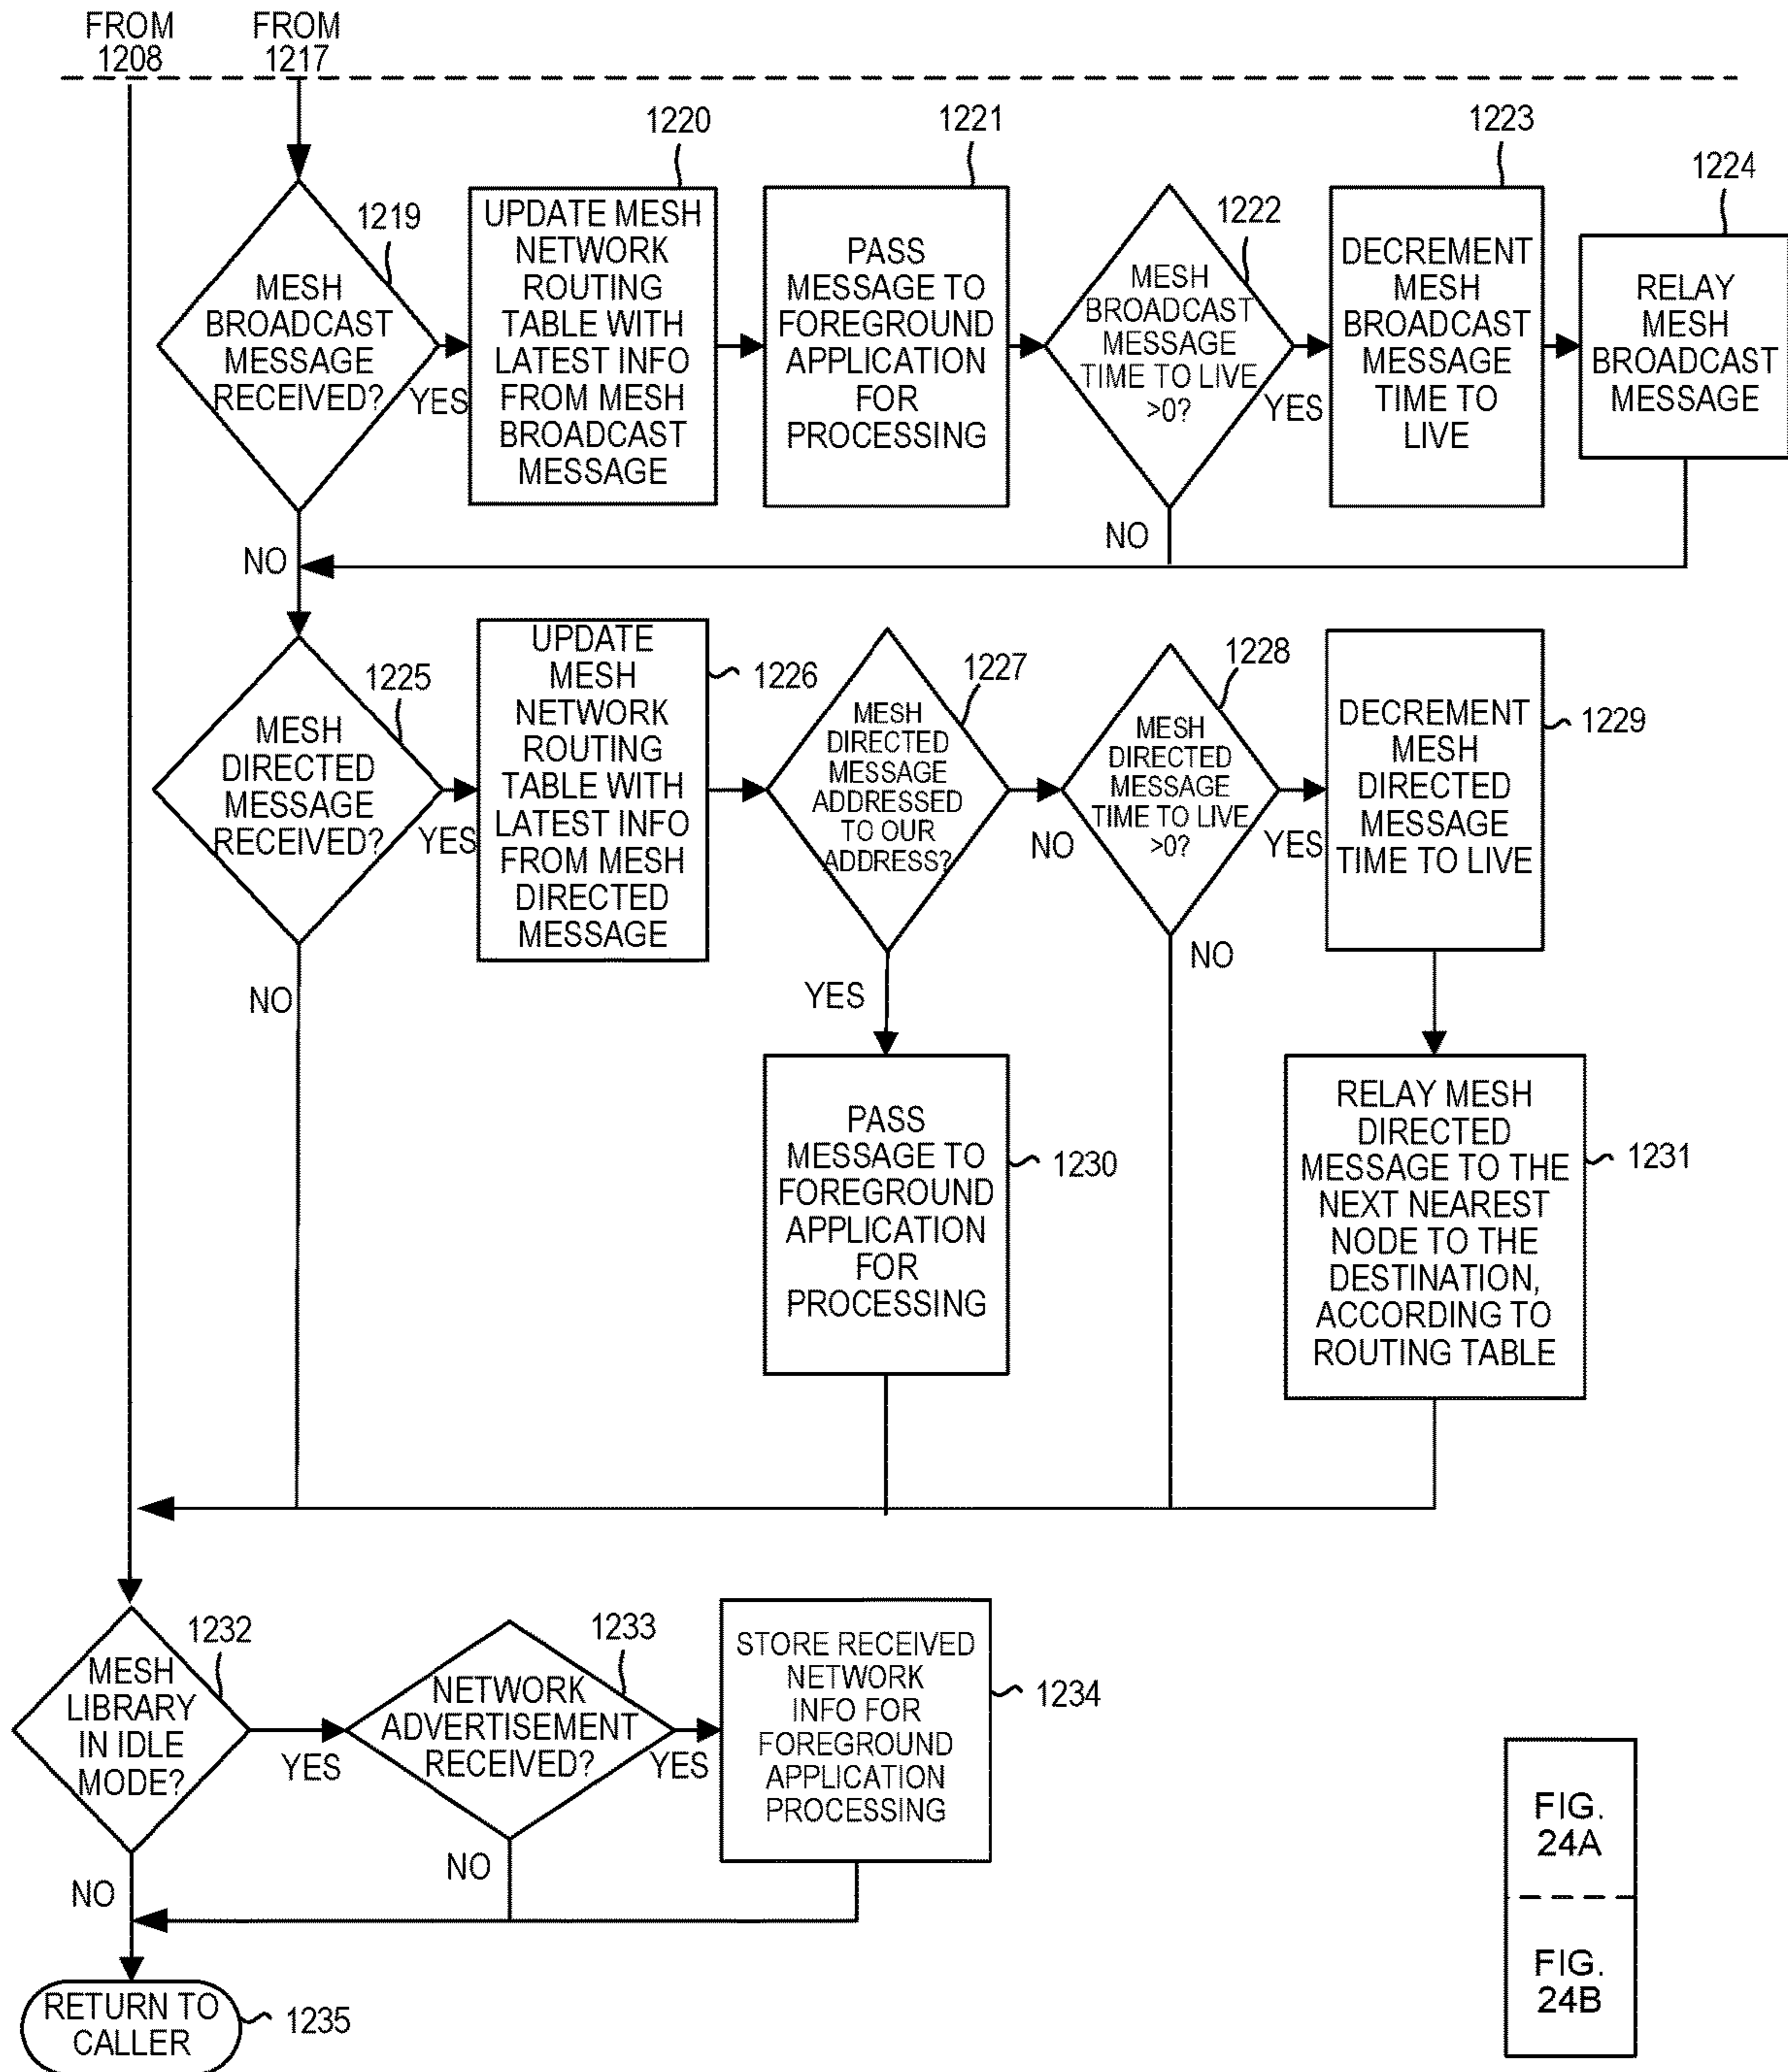 FROM
1208
FROM
1217
1219
MESH
BROADCAST
MESSAGE
RECEIVED?
YES
NO
1220
UPDATE MESH
NETWORK
ROUTING
TABLE WITH
LATEST INFO
FROM MESH
BROADCAST
MESSAGE
1221
PASS
MESSAGE TO
FOREGROUND
APPLICATION
FOR
PROCESSING
1222
MESH
BROADCAST
MESSAGE
TIME TO LIVE
>0?
YES
NO
1223
DECREMENT
MESH
BROADCAST
MESSAGE
TIME TO
LIVE
1224
RELAY
MESH
BROADCAST
MESSAGE
1225
MESH
DIRECTED
MESSAGE
RECEIVED?
YES
NO
UPDATE
MESH
NETWORK
ROUTING
TABLE WITH
LATEST INFO
FROM MESH
DIRECTED
MESSAGE
1226
1227
MESH
DIRECTED
MESSAGE
ADDRESSED
TO OUR
ADDRESS?
NO
YES
1228
MESH
DIRECTED
MESSAGE
TIME TO LIVE
>0?
YES
NO
DECREMENT
MESH
DIRECTED
MESSAGE
TIME TO LIVE
1229
PASS
MESSAGE TO
FOREGROUND
APPLICATION
FOR
PROCESSING
1230
RELAY MESH
DIRECTED
MESSAGE TO THE
NEXT NEAREST
NODE TO THE
DESTINATION,
ACCORDING TO
ROUTING TABLE
1231
1232
MESH
LIBRARY
IN IDLE
MODE?
YES
NO
1233
NETWORK
ADVERTISEMENT
RECEIVED?
YES
NO
STORE RECEIVED
NETWORK
INFO FOR
FOREGROUND
APPLICATION
PROCESSING
1234
RETURN TO
CALLER
1235
FIG.
24A
FIG.
24B